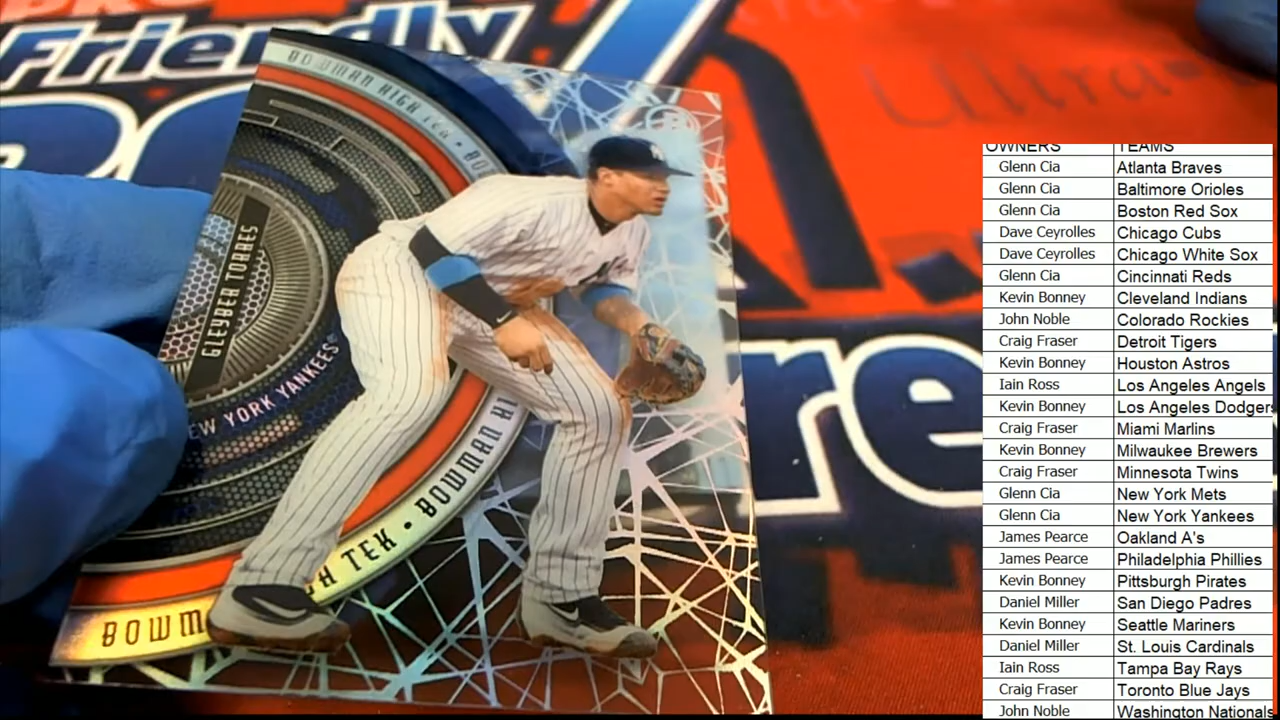 Friendly
Ultra
BOWMAN HIGH TEK • BO
GLEYBER TORRES
EW YORK YANKEES
BOWM
H TEK • BOWMAN HI
re
OWNERS TEAMS
Glenn Cia Atlanta Braves
Glenn Cia Baltimore Orioles
Glenn Cia Boston Red Sox
Dave Ceyrolles Chicago Cubs
Dave Ceyrolles Chicago White Sox
Glenn Cia Cincinnati Reds
Kevin Bonney Cleveland Indians
John Noble Colorado Rockies
Craig Fraser Detroit Tigers
Kevin Bonney Houston Astros
Iain Ross Los Angeles Angels
Kevin Bonney Los Angeles Dodgers
Craig Fraser Miami Marlins
Kevin Bonney Milwaukee Brewers
Craig Fraser Minnesota Twins
Glenn Cia New York Mets
Glenn Cia New York Yankees
James Pearce Oakland A's
James Pearce Philadelphia Phillies
Kevin Bonney Pittsburgh Pirates
Daniel Miller San Diego Padres
Kevin Bonney Seattle Mariners
Daniel Miller St. Louis Cardinals
Iain Ross Tampa Bay Rays
Craig Fraser Toronto Blue Jays
John Noble Washington Nationals